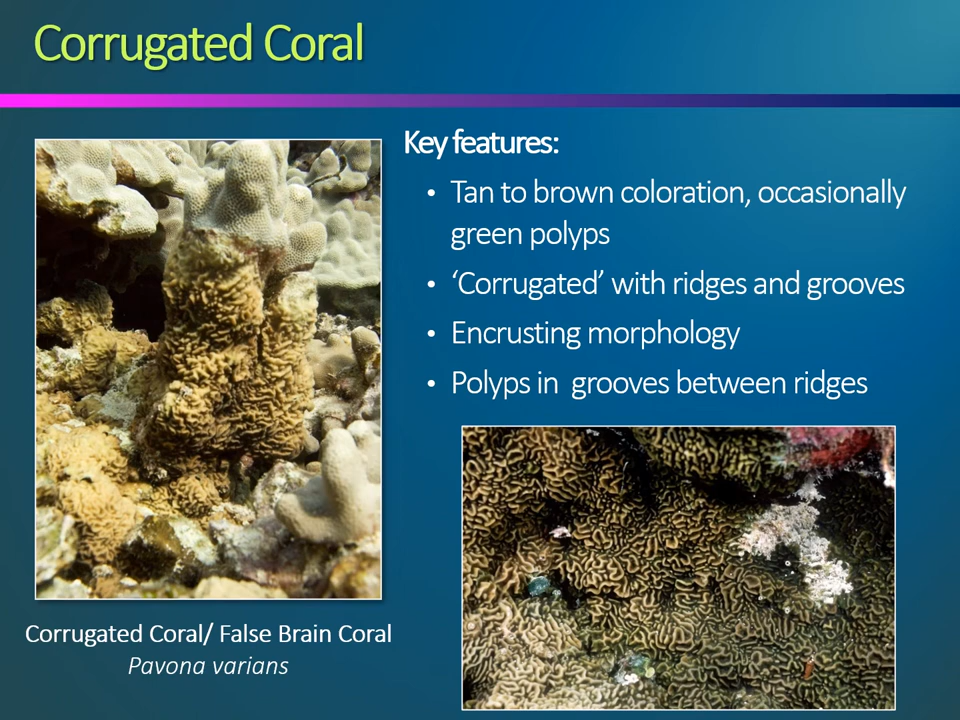 Corrugated Coral
Key features:
• Tan to brown coloration, occasionally
green polyps
• ‘Corrugated’ with ridges and grooves
• Encrusting morphology
• Polyps in  grooves between ridges
Corrugated Coral/ False Brain Coral
Pavona varians